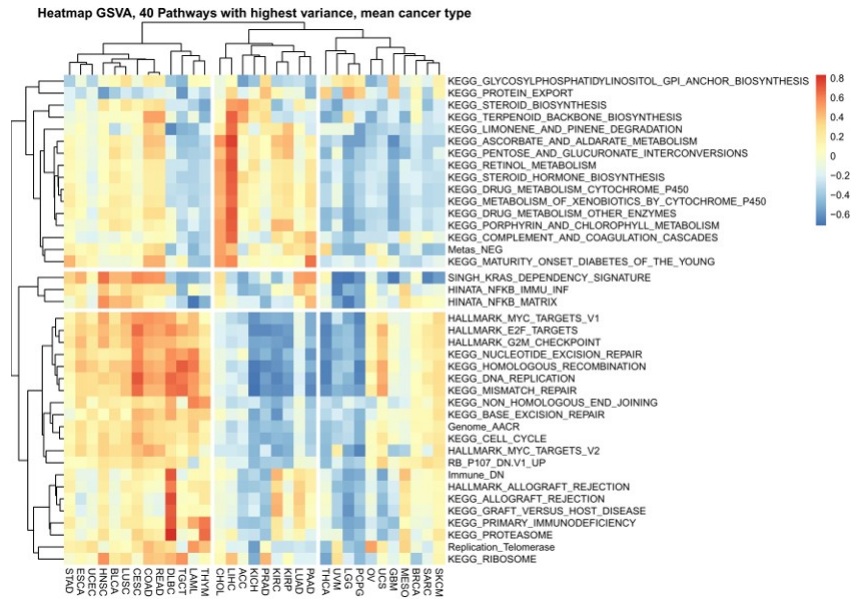 Heatmap GSVA, 40 Pathways with highest variance, mean cancer type
KEGG_GLYCOSYLPHOSPHATIDYLINOSITOL_GPI_ANCHOR_BIOSYNTHESIS
KEGG_PROTEIN_EXPORT
KEGG_STEROID_BIOSYNTHESIS
KEGG_TERPENOID_BACKBONE_BIOSYNTHESIS
KEGG_LIMONENE_AND_PINENE_DEGRADATION
KEGG_ASCORBATE_AND_ALDARATE_METABOLISM
KEGG_PENTOSE_AND_GLUCURONATE_INTERCONVERSIONS
KEGG_RETINOL_METABOLISM
KEGG_STEROID_HORMONE_BIOSYNTHESIS
KEGG_DRUG_METABOLISM_CYTOCHROME_P450
KEGG_METABOLISM_OF_XENOBIOTICS_BY_CYTOCHROME_P450
KEGG_DRUG_METABOLISM_OTHER_ENZYMES
KEGG_PORPHYRIN_AND_CHLOROPHYLL_METABOLISM
KEGG_COMPLEMENT_AND_COAGULATION_CASCADES
Metas_NEG
KEGG_MATURITY_ONSET_DIABETES_OF_THE_YOUNG
SINGH_KRAS_DEPENDENCY_SIGNATURE
HINATA_NFKB_IMMU_INF
HINATA_NFKB_MATRIX
HALLMARK_MYC_TARGETS_V1
HALLMARK_E2F_TARGETS
HALLMARK_G2M_CHECKPOINT
KEGG_NUCLEOTIDE_EXCISION_REPAIR
KEGG_HOMOLOGOUS_RECOMBINATION
KEGG_DNA_REPLICATION
KEGG_MISMATCH_REPAIR
KEGG_NON_HOMOLOGOUS_END_JOINING
KEGG_BASE_EXCISION_REPAIR
Genome_AACR
KEGG_CELL_CYCLE
HALLMARK_MYC_TARGETS_V2
RB_P107_DN.V1_UP
Immune_DN
HALLMARK_ALLOGRAFT_REJECTION
KEGG_ALLOGRAFT_REJECTION
KEGG_GRAFT_VERSUS_HOST_DISEASE
KEGG_PRIMARY_IMMUNODEFICIENCY
KEGG_PROTEASOME
Replication_Telomerase
KEGG_RIBOSOME
0.8
0.6
0.4
0.2
0
−0.2
−0.4
−0.6
STAD
ESCA
UCEC
HNSC
BLCA
LUSC
CESC
COAD
READ
DLBC
TGCT
LAML
THYM
CHOL
LIHC
ACC
KICH
PRAD
KIRC
KIRP
LUAD
PAAD
THCA
UVM
LGG
PCPG
OV
UCS
GBM
MESO
BRCA
SARC
SKCM